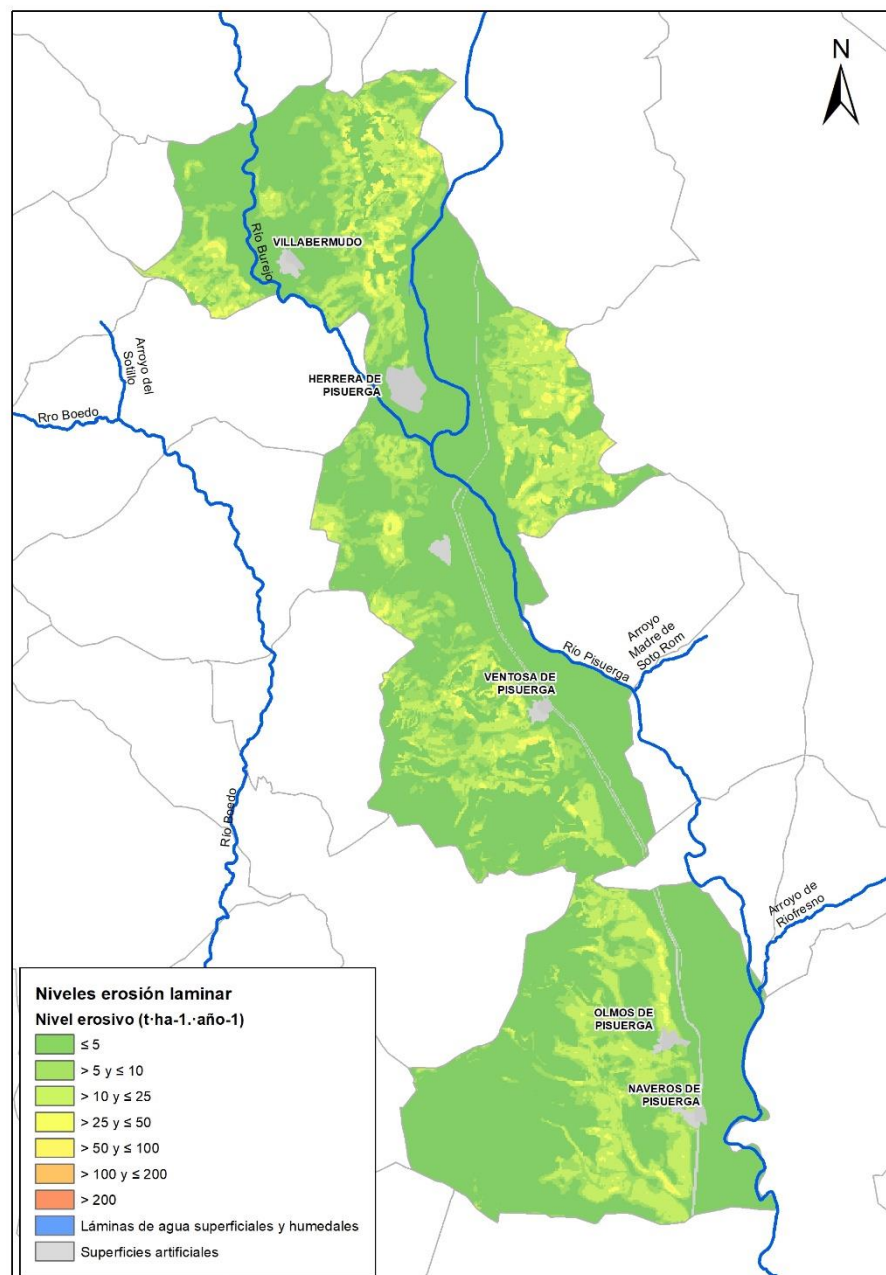 N
VILLABERMUDO
Río Burejo
Arroyo del
Sotillo
HERRERA DE
PISUERGA
Rro Boedo
Río Pisuerga
Arroyo
Madre de
Soto Rom
VENTOSA DE
PISUERGA
Río Boedo
Arroyo de
Riofresno
OLMOS DE
PISUERGA
NAVEROS DE
PISUERGA
Niveles erosión laminar
Nivel erosivo (t·ha-1.·año-1)
≤ 5
> 5 y ≤ 10
> 10 y ≤ 25
> 25 y ≤ 50
> 50 y ≤ 100
> 100 y ≤ 200
> 200
Láminas de agua superficiales y humedales
Superficies artificiales